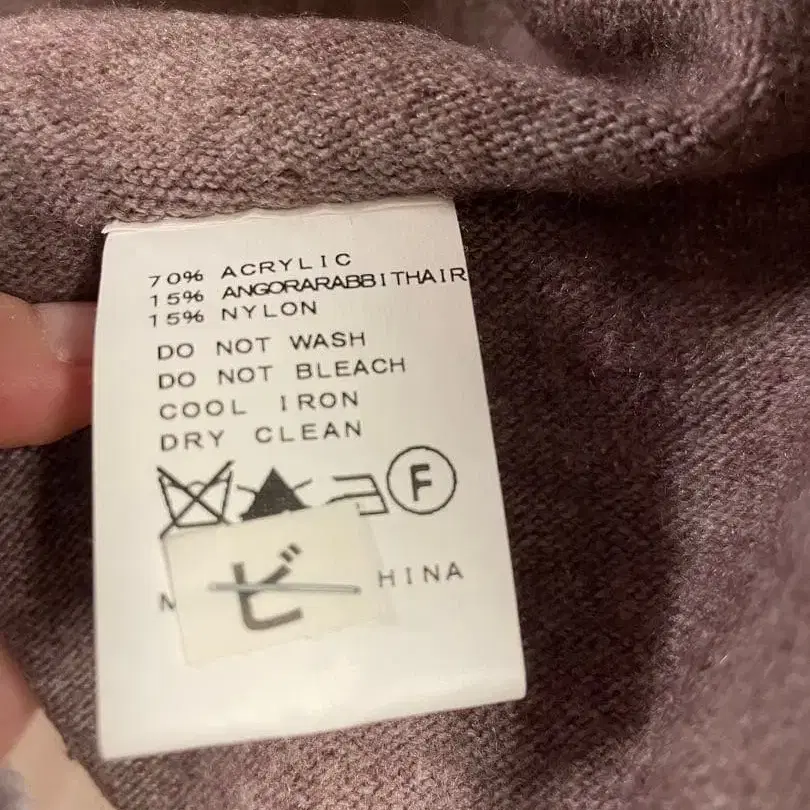 70% ACRYLIC
15% ANGORARABBITHAIR
15% NYLON
DO NOT WASH
DO NOT BLEACH
COOL IRON
DRY CLEAN
F
ビ
HINA